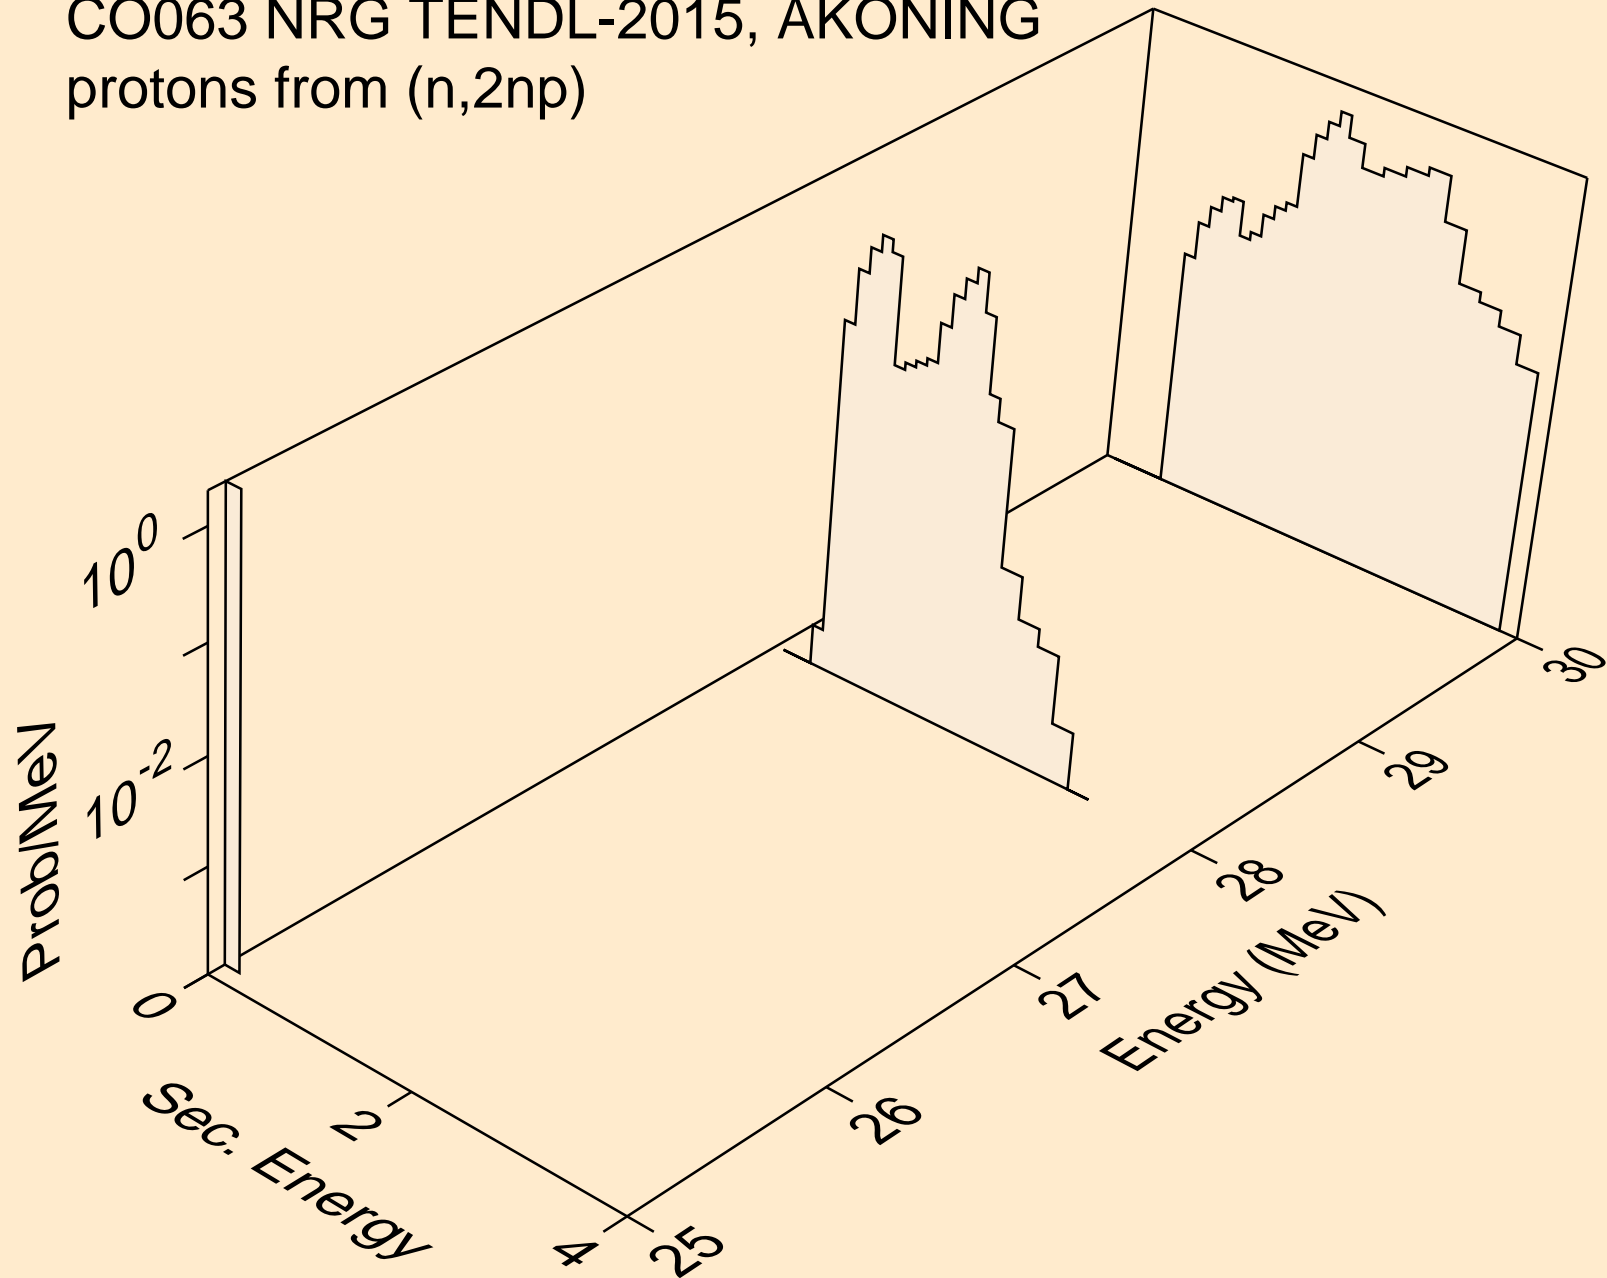 CO063 NRG TENDL-2015, AKONING
protons from (n,2np)
10^0
10^-2
Prob/MeV
0
2
4
Sec. Energy
25
26
27
28
29
30
Energy (MeV)